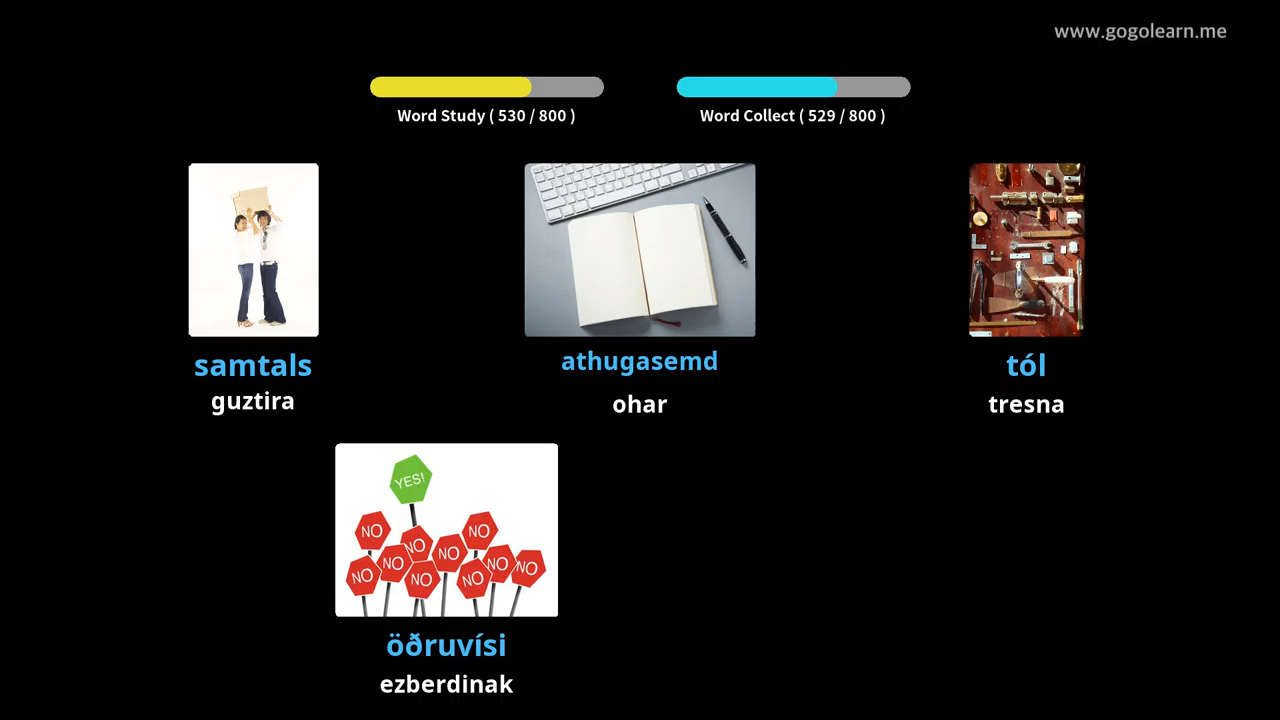 www.gogolearn.me
Word Study ( 530 / 800 )
Word Collect ( 529 / 800 )
samtals
guztira
athugasemd
ohar
tól
tresna
YES!
NO
NO
NO
NO
NO
NO
NO
NO
NO
NO
öðruvísi
ezberdinak